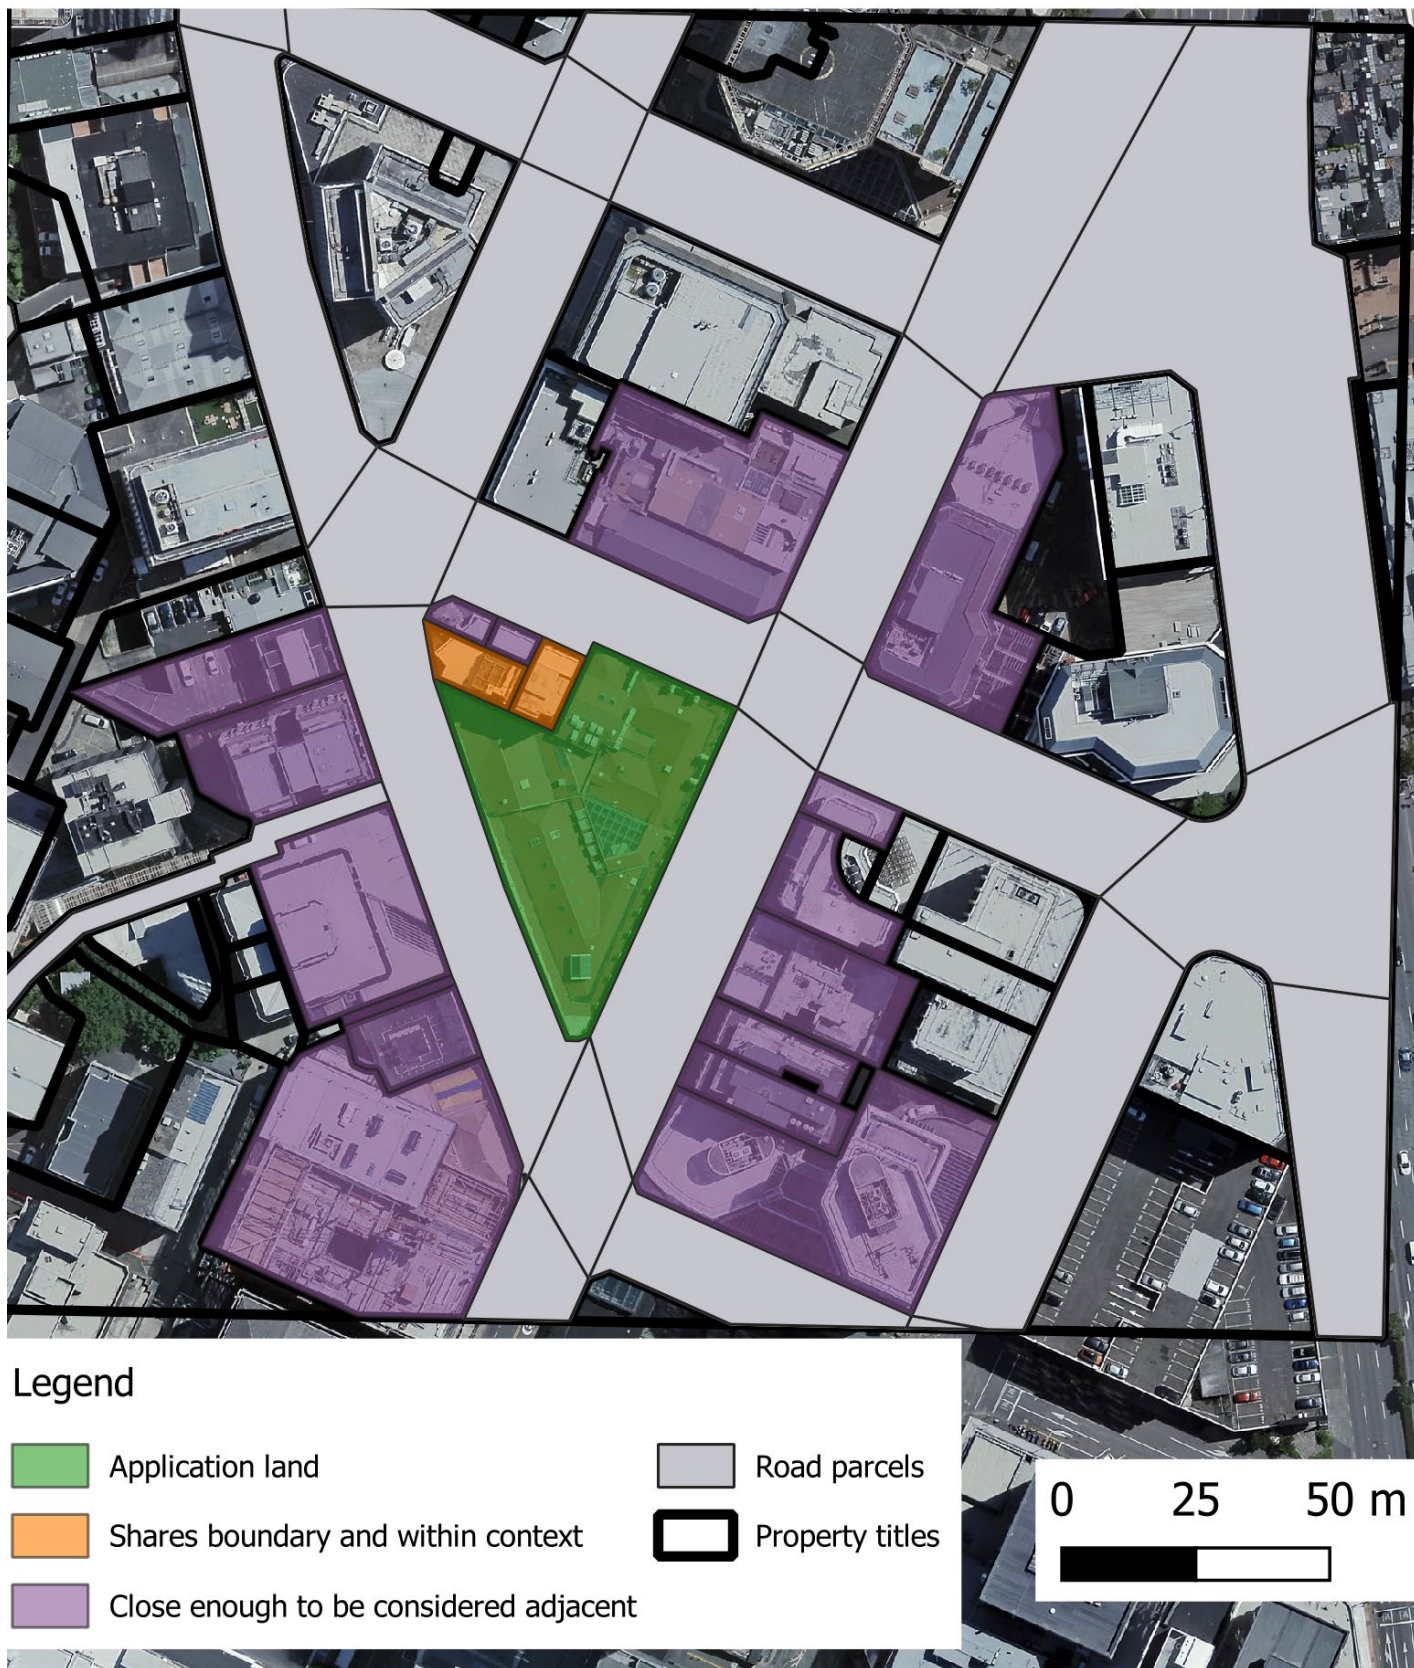 Legend
Application land
Shares boundary and within context
Close enough to be considered adjacent
Road parcels
Property titles
0 25 50 m